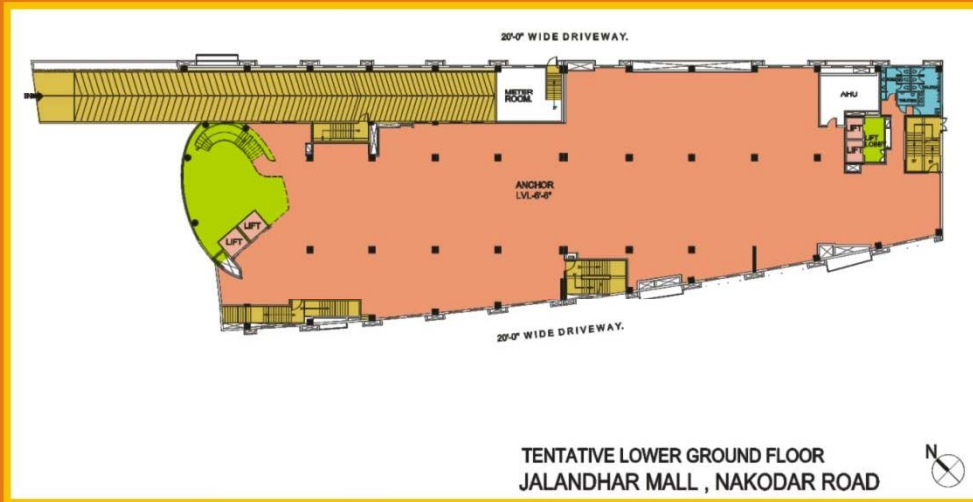 20'-0" WIDE DRIVEWAY.
METER
ROOM.
AHU
LIFT
LIFT
LIFT
LOBBY
ANCHOR
LVL-6'-6"
LIFT
LIFT
20'-0" WIDE DRIVEWAY.
TENTATIVE LOWER GROUND FLOOR
JALANDHAR MALL , NAKODAR ROAD
N